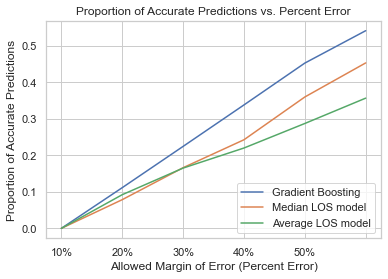 Proportion of Accurate Predictions vs. Percent Error
Proportion of Accurate Predictions
0.5
0.4
0.3
0.2
0.1
0.0
Gradient Boosting
Median LOS model
Average LOS model
10% 20% 30% 40% 50%
Allowed Margin of Error (Percent Error)